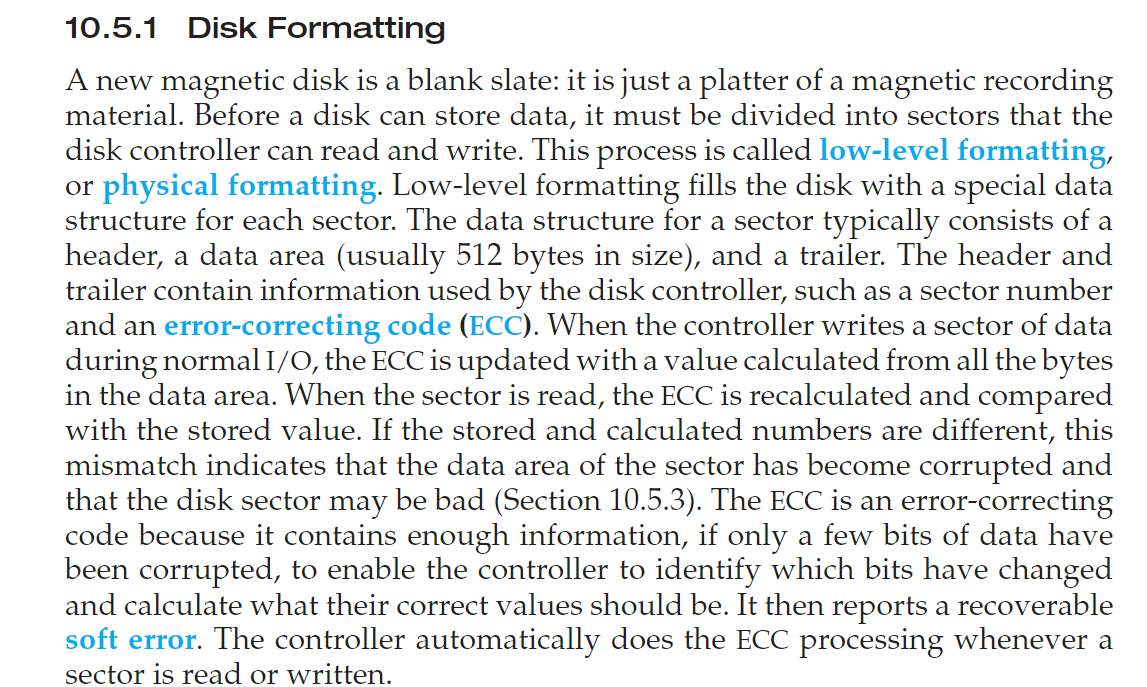 10.5.1 Disk Formatting
A new magnetic disk is a blank slate: it is just a platter of a magnetic recording
material. Before a disk can store data, it must be divided into sectors that the
disk controller can read and write. This process is called low-level formatting,
or physical formatting. Low-level formatting fills the disk with a special data
structure for each sector. The data structure for a sector typically consists of a
header, a data area (usually 512 bytes in size), and a trailer. The header and
trailer contain information used by the disk controller, such as a sector number
and an error-correcting code (ECC). When the controller writes a sector of data
during normal I/O, the ECC is updated with a value calculated from all the bytes
in the data area. When the sector is read, the ECC is recalculated and compared
with the stored value. If the stored and calculated numbers are different, this
mismatch indicates that the data area of the sector has become corrupted and
that the disk sector may be bad (Section 10.5.3). The ECC is an error-correcting
code because it contains enough information, if only a few bits of data have
been corrupted, to enable the controller to identify which bits have changed
and calculate what their correct values should be. It then reports a recoverable
soft error. The controller automatically does the ECC processing whenever a
sector is read or written.